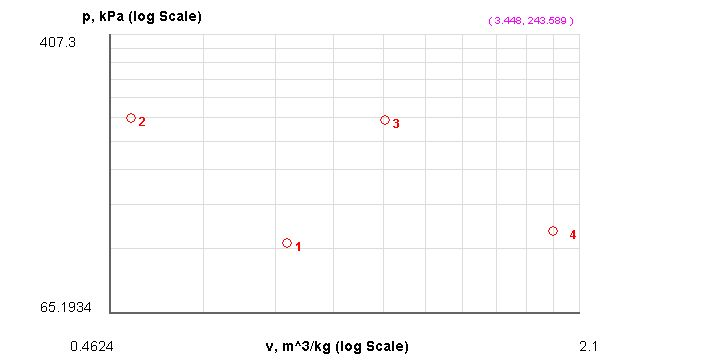 p, kPa (log Scale)
( 3.448, 243.589 )
407.3
2
3
4
1
65.1934
0.4624
v, m^3/kg (log Scale)
2.1